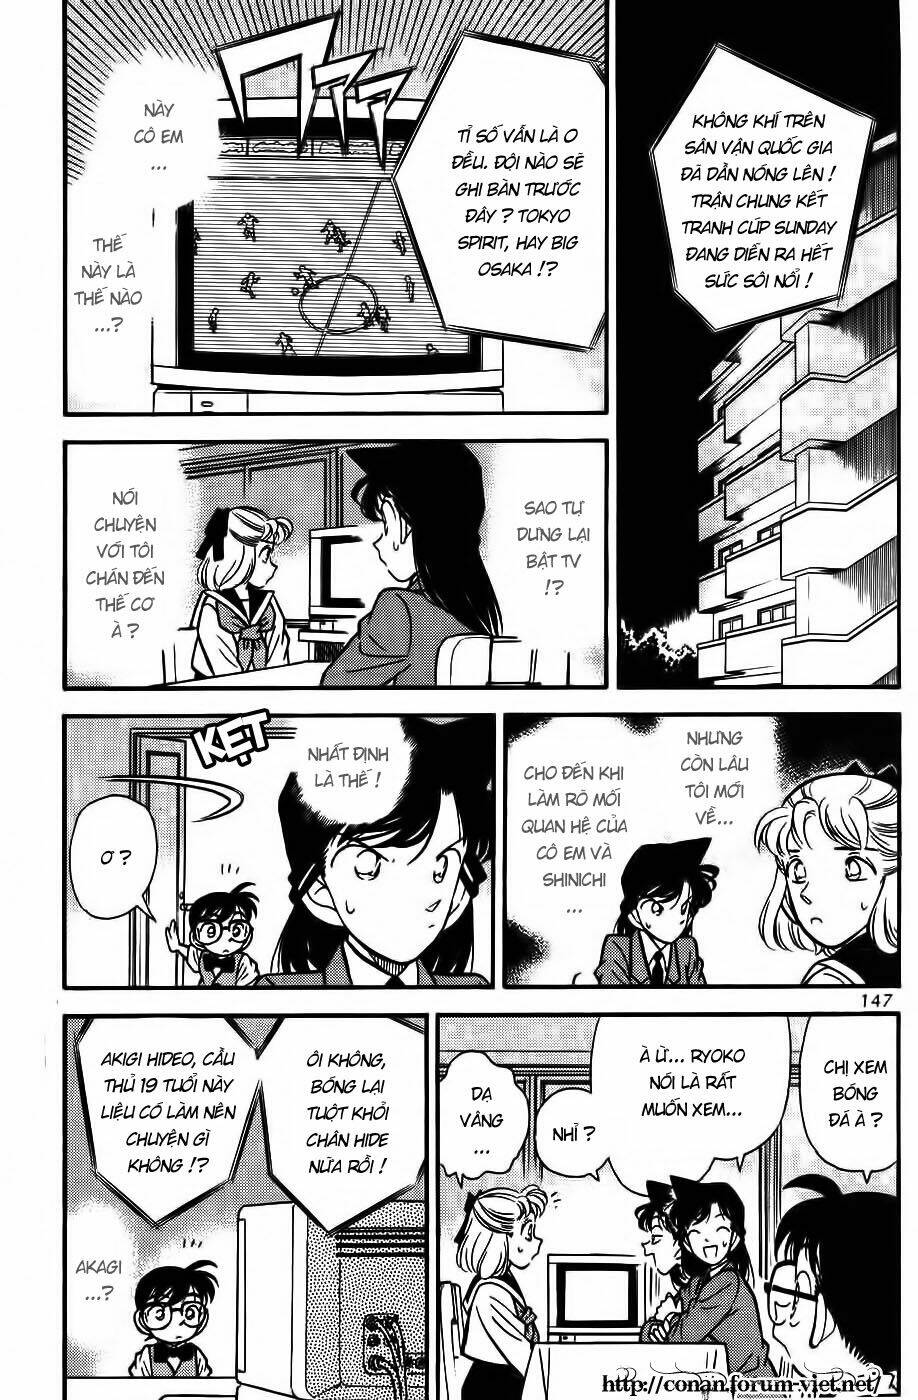 KHÔNG KHÍ TRÊN
SÂN VẬN QUỐC GIA
ĐÃ DẦN NÓNG LÊN !
TRẬN CHUNG KẾT
TRANH CÚP SUNDAY
ĐANG DIỄN RA HẾT
SỨC SÔI NỔI !
ワァァァ
TỈ SỐ VẪN LÀ 0
ĐỀU. ĐỘI NÀO SẼ
GHI BÀN TRƯỚC
ĐÂY ? TOKYO
SPIRIT, HAY BIG
OSAKA !?
NÀY
CÔ EM
...
THẾ
NÀY LÀ
THẾ NÀO
...?
SAO TỰ
DƯNG LẠI
BẬT TV
!?
NÓI
CHUYỆN
VỚI TÔI
CHÁN ĐẾN
THẾ CƠ
À ?
NHƯNG
CÒN LÂU
TÔI MỚI
VỀ...
CHO ĐẾN KHI
LÀM RÕ MỐI
QUAN HỆ CỦA
CÔ EM VÀ
SHINICHI
...
NHẤT ĐỊNH
LÀ THẾ !
KẸT
Ơ ?
147
CHỊ XEM
BÓNG
ĐÁ À ?
À Ừ... RYOKO
NÓI LÀ RẤT
MUỐN XEM...
NHỈ ?
DẠ
VÂNG
...
ÔI KHÔNG,
BÓNG LẠI
TUỘT KHỎI
CHÂN HIDE
NỮA RỒI !
AKIGI HIDEO, CẦU
THỦ 19 TUỔI NÀY
LIỆU CÓ LÀM NÊN
CHUYỆN GÌ
KHÔNG !?
AKAGI
...?
http://conan.forum-viet.net/